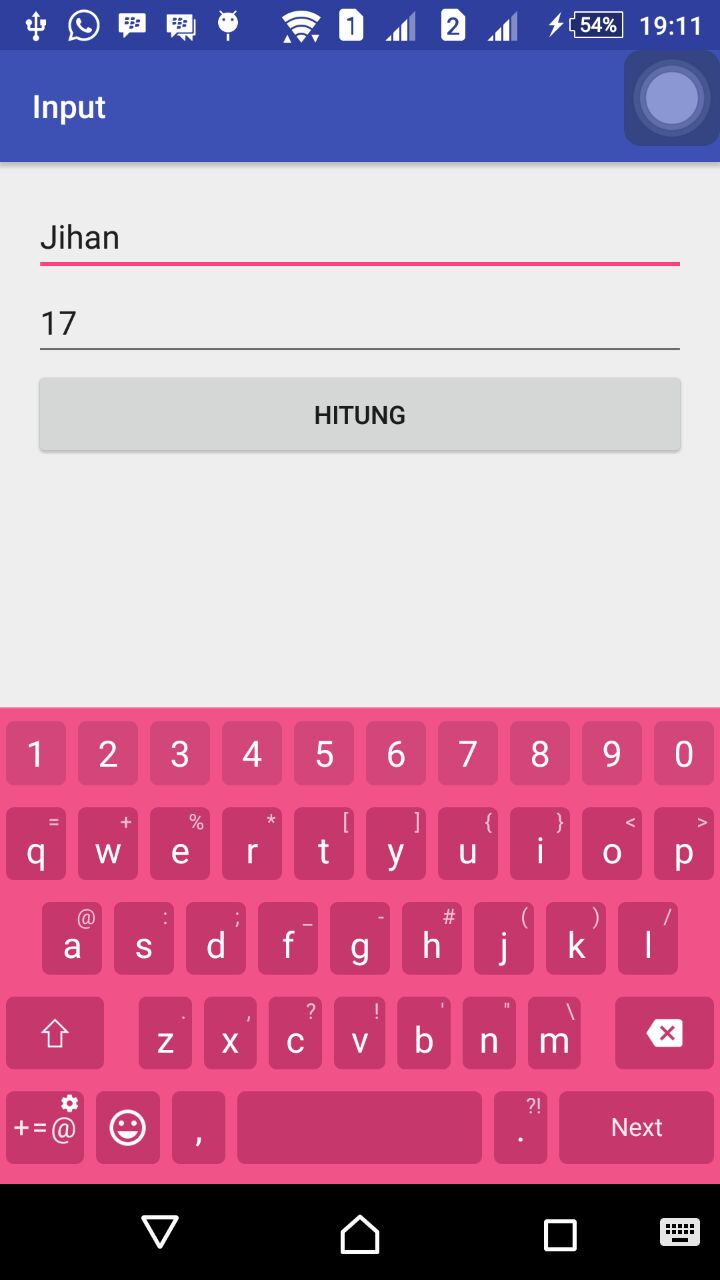 1 2 54% 19:11
Input
Jihan
17
HITUNG
1 2 3 4 5 6 7 8 9 0
= + % * [ ] { } < >
q w e r t y u i o p
@ : ; _ - # ( ) /
a s d f g h j k l
. , ? ! ' " \
z x c v b n m
?!
+=@ , . Next